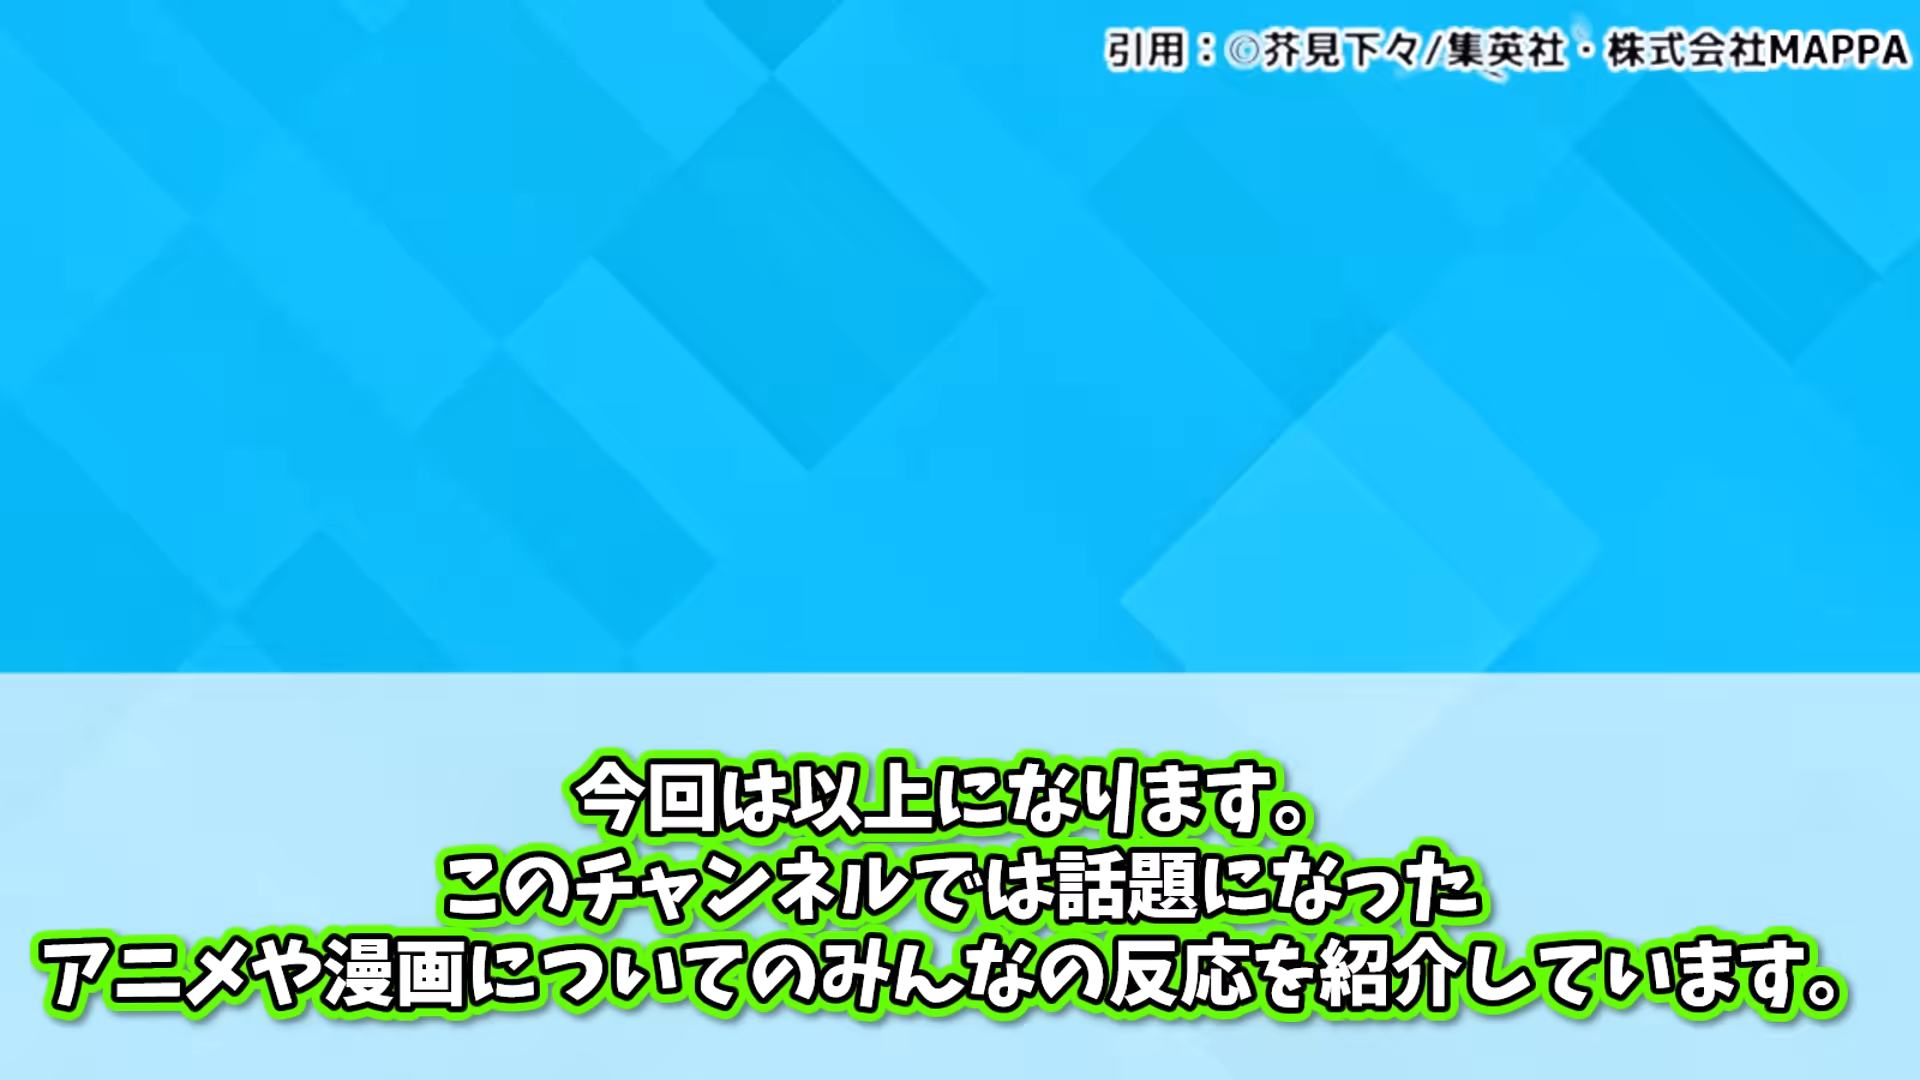 引用：©芥見下々/集英社・株式会社MAPPA
今回は以上になります。
このチャンネルでは話題になった
アニメや漫画についてのみんなの反応を紹介しています。